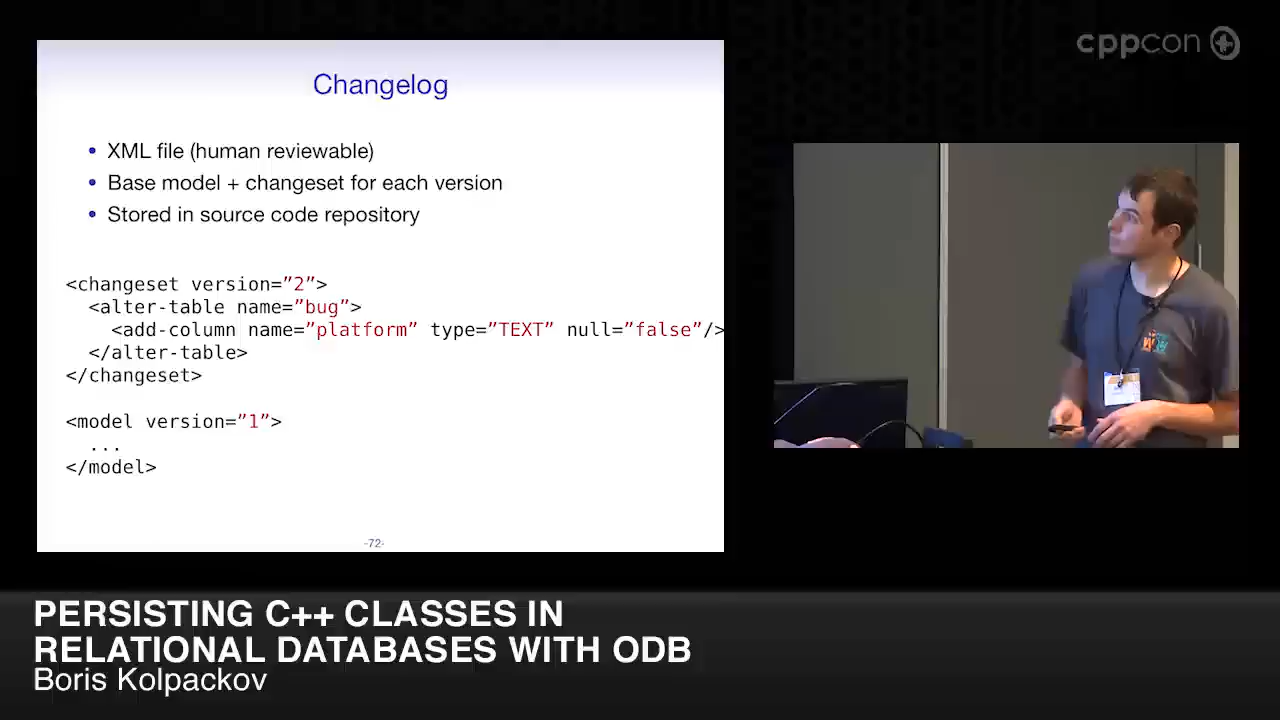 cppcon
Changelog
• XML file (human reviewable)
• Base model + changeset for each version
• Stored in source code repository
<changeset version=”2”>
<alter-table name=”bug”>
<add-column name=”platform” type=”TEXT” null=”false”/>
</alter-table>
</changeset>
<model version=”1”>
...
</model>
-72-
PERSISTING C++ CLASSES IN
RELATIONAL DATABASES WITH ODB
Boris Kolpackov